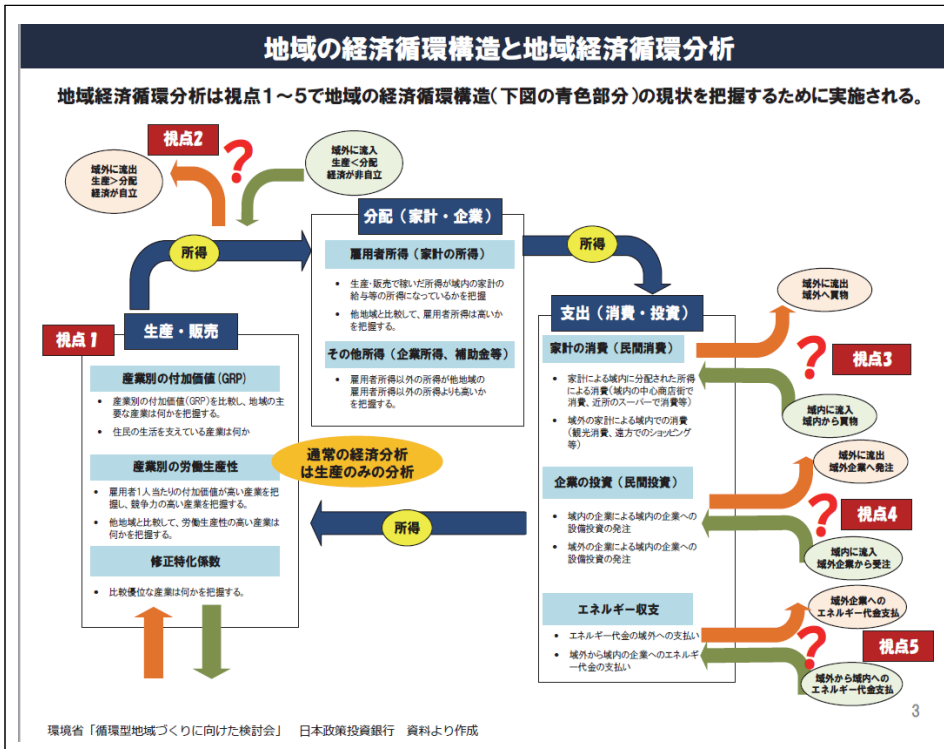 地域の経済循環構造と地域経済循環分析
地域経済循環分析は視点1～5で地域の経済循環構造（下図の青色部分）の現状を把握するために実施される。
視点2
？
域外に流出
生産＞分配
経済が自立
域外に流入
生産＜分配
経済が非自立
所得
分配（家計・企業）
雇用者所得（家計の所得）
• 生産・販売で稼いだ所得が域内の家計の
給与等の所得になっているかを把握
• 他地域と比較して、雇用者所得は高いか
を把握する。
その他所得（企業所得、補助金等）
• 雇用者所得以外の所得が他地域の
雇用者所得以外の所得よりも高いか
を把握する。
所得
視点1
生産・販売
産業別の付加価値(GRP)
• 産業別の付加価値(GRP)を比較し、地域の主
要な産業は何かを把握する。
• 住民の生活を支えている産業は何か
産業別の労働生産性
• 雇用者1人当たりの付加価値が高い産業を把
握し、競争力の高い産業を把握する。
• 他地域と比較して、労働生産性の高い産業は
何かを把握する。
修正特化係数
• 比較優位な産業は何かを把握する。
通常の経済分析
は生産のみの分析
所得
支出（消費・投資）
家計の消費（民間消費）
• 家計による域内に分配された所得
による消費（域内の中心商店街で
消費、近所のスーパーで消費等）
• 域外の家計による域内での消費
（観光消費、遠方でのショッピング
等）
企業の投資（民間投資）
• 域内の企業による域内の企業への
設備投資の発注
• 域外の企業による域内の企業への
設備投資の発注
エネルギー収支
• エネルギー代金の域外への支払い
• 域外から域内の企業へのエネルギ
ー代金の支払い
域外に流出
域外へ買物
？
視点3
域内に流入
域内から買物
域外に流出
域外企業へ発注
？
視点4
域内に流入
域外企業から受注
域外企業への
エネルギー代金支払
？
視点5
域外から域内への
エネルギー代金支払
3
環境省「循環型地域づくりに向けた検討会」　日本政策投資銀行　資料より作成